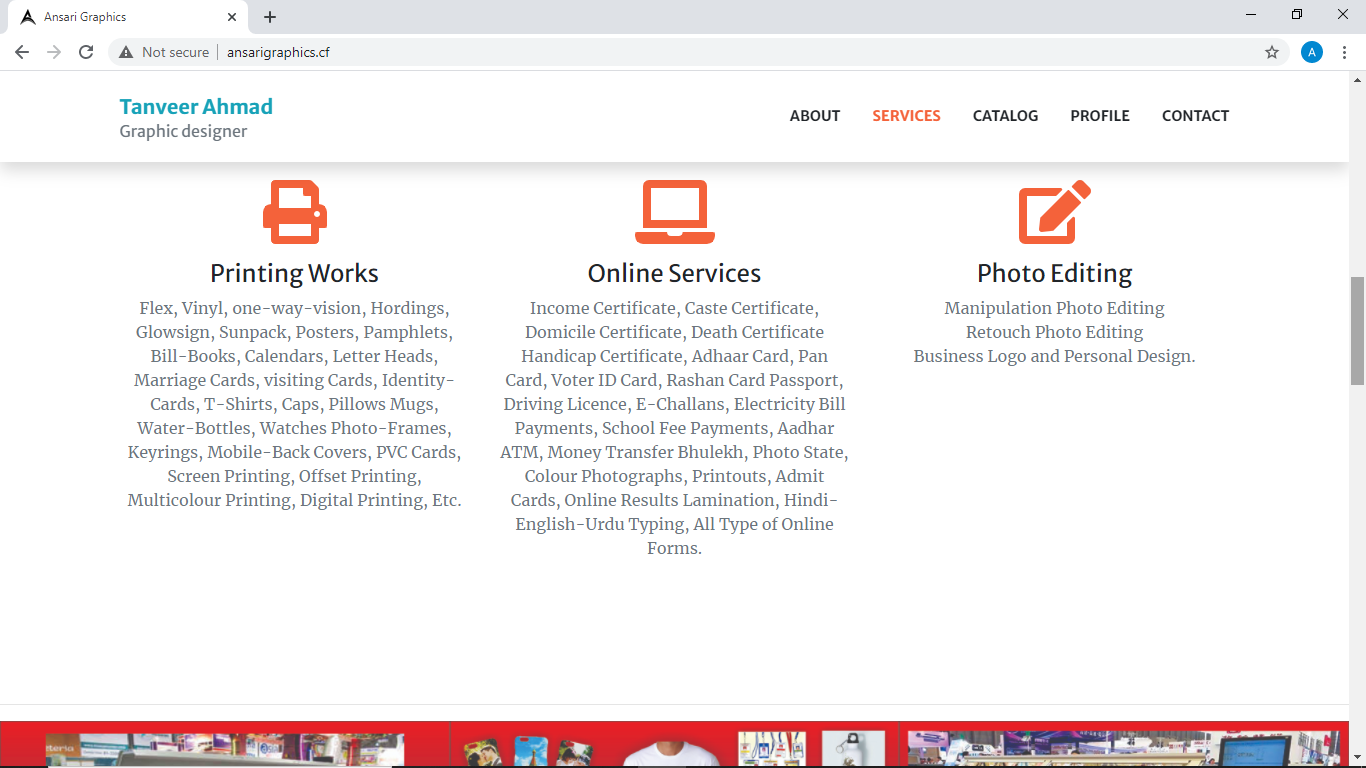 Ansari Graphics
Not secure
ansarigraphics.cf
A
Tanveer Ahmad
Graphic designer
ABOUT
SERVICES
CATALOG
PROFILE
CONTACT
Printing Works
Flex, Vinyl, one-way-vision, Hordings,
Glowsign, Sunpack, Posters, Pamphlets,
Bill-Books, Calendars, Letter Heads,
Marriage Cards, visiting Cards, Identity-
Cards, T-Shirts, Caps, Pillows Mugs,
Water-Bottles, Watches Photo-Frames,
Keyrings, Mobile-Back Covers, PVC Cards,
Screen Printing, Offset Printing,
Multicolour Printing, Digital Printing, Etc.
Online Services
Income Certificate, Caste Certificate,
Domicile Certificate, Death Certificate
Handicap Certificate, Adhaar Card, Pan
Card, Voter ID Card, Rashan Card Passport,
Driving Licence, E-Challans, Electricity Bill
Payments, School Fee Payments, Aadhar
ATM, Money Transfer Bhulekh, Photo State,
Colour Photographs, Printouts, Admit
Cards, Online Results Lamination, Hindi-
English-Urdu Typing, All Type of Online
Forms.
Photo Editing
Manipulation Photo Editing
Retouch Photo Editing
Business Logo and Personal Design.